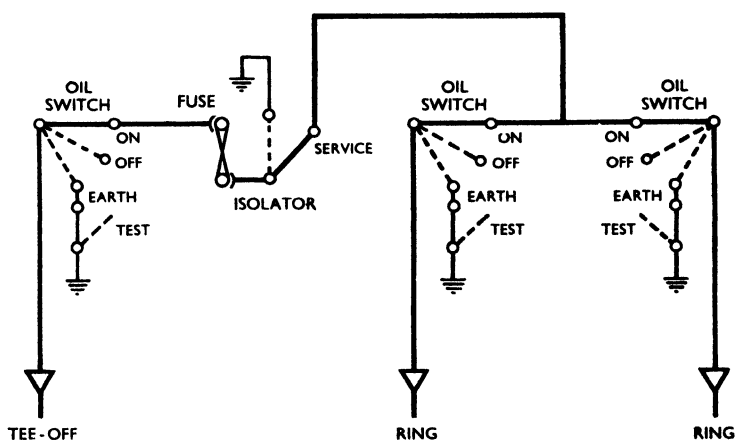 OIL
SWITCH
FUSE
ON
OFF
EARTH
TEST
ISOLATOR
SERVICE
OIL
SWITCH
ON
OFF
EARTH
TEST
OIL
SWITCH
ON
OFF
EARTH
TEST
TEE-OFF
RING
RING